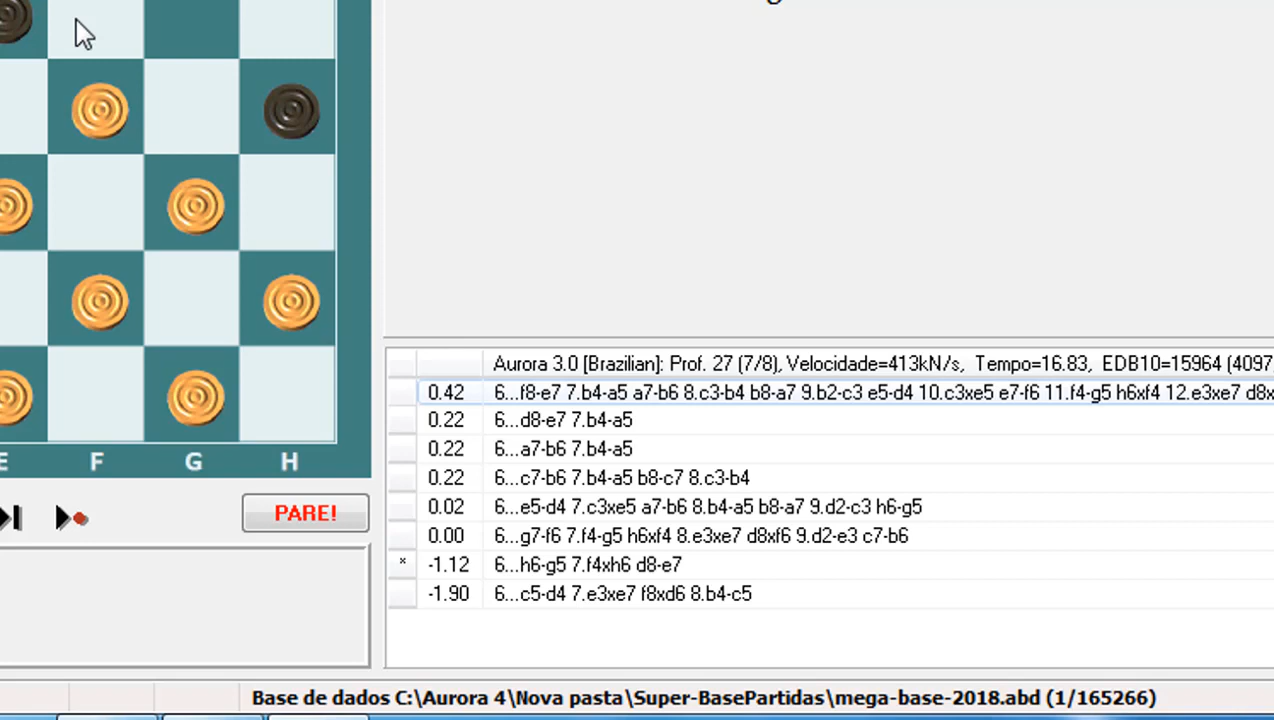 Aurora 3.0 [Brazilian]: Prof. 27 (7/8), Velocidade=413kN/s, Tempo=16.83, EDB10=15964 (4097
0.42 6...f8-e7 7.b4-a5 a7-b6 8.c3-b4 b8-a7 9.b2-c3 e5-d4 10.c3xe5 e7-f6 11.f4-g5 h6xf4 12.e3xe7 d8x
0.22 6...d8-e7 7.b4-a5
0.22 6...a7-b6 7.b4-a5
0.22 6...c7-b6 7.b4-a5 b8-c7 8.c3-b4
0.02 6...e5-d4 7.c3xe5 a7-b6 8.b4-a5 b8-a7 9.d2-c3 h6-g5
0.00 6...g7-f6 7.f4-g5 h6xf4 8.e3xe7 d8xf6 9.d2-e3 c7-b6
* -1.12 6...h6-g5 7.f4xh6 d8-e7
-1.90 6...c5-d4 7.e3xe7 f8xd6 8.b4-c5
E F G H
PARE!
Base de dados C:\Aurora 4\Nova pasta\Super-BasePartidas\mega-base-2018.abd (1/165266)